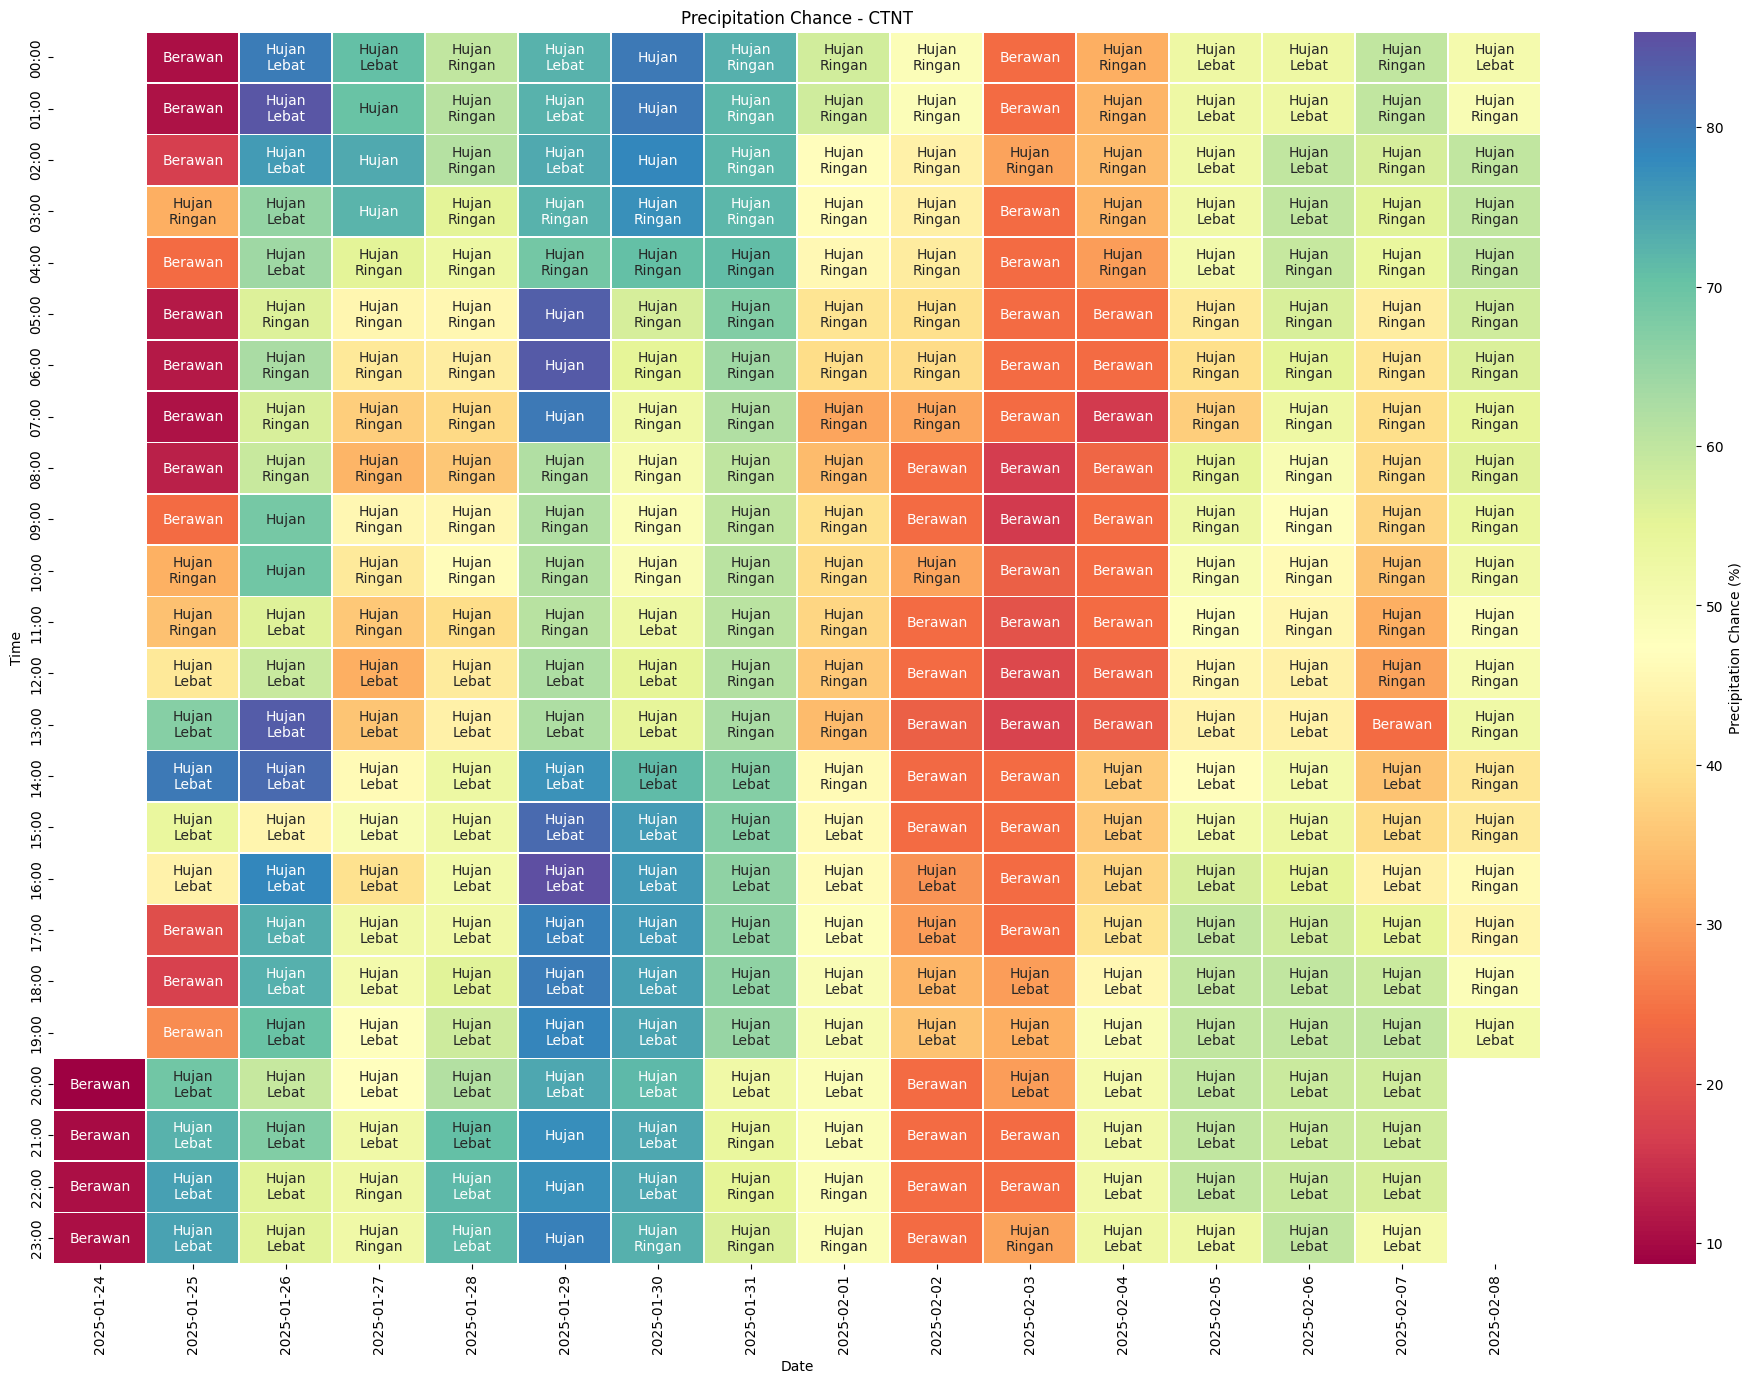 Precipitation Chance - CTNT
Time
00:00 Berawan Hujan Lebat Hujan Lebat Hujan Ringan Hujan Lebat Hujan Hujan Ringan Hujan Ringan Hujan Ringan Berawan Hujan Ringan Hujan Lebat Hujan Lebat Hujan Ringan Hujan Lebat
01:00 Berawan Hujan Lebat Hujan Hujan Ringan Hujan Lebat Hujan Hujan Ringan Hujan Ringan Hujan Ringan Berawan Hujan Ringan Hujan Lebat Hujan Lebat Hujan Ringan Hujan Ringan
02:00 Berawan Hujan Lebat Hujan Hujan Ringan Hujan Lebat Hujan Hujan Ringan Hujan Ringan Hujan Ringan Hujan Ringan Hujan Ringan Hujan Lebat Hujan Lebat Hujan Ringan Hujan Ringan
03:00 Hujan Ringan Hujan Lebat Hujan Hujan Ringan Hujan Ringan Hujan Ringan Hujan Ringan Hujan Ringan Hujan Ringan Berawan Hujan Ringan Hujan Lebat Hujan Lebat Hujan Ringan Hujan Ringan
04:00 Berawan Hujan Lebat Hujan Ringan Hujan Ringan Hujan Ringan Hujan Ringan Hujan Ringan Hujan Ringan Hujan Ringan Berawan Hujan Ringan Hujan Lebat Hujan Ringan Hujan Ringan Hujan Ringan
05:00 Berawan Hujan Ringan Hujan Ringan Hujan Ringan Hujan Hujan Ringan Hujan Ringan Hujan Ringan Hujan Ringan Berawan Berawan Hujan Ringan Hujan Ringan Hujan Ringan Hujan Ringan
06:00 Berawan Hujan Ringan Hujan Ringan Hujan Ringan Hujan Hujan Ringan Hujan Ringan Hujan Ringan Hujan Ringan Berawan Berawan Hujan Ringan Hujan Ringan Hujan Ringan Hujan Ringan
07:00 Berawan Hujan Ringan Hujan Ringan Hujan Ringan Hujan Hujan Ringan Hujan Ringan Hujan Ringan Hujan Ringan Berawan Berawan Hujan Ringan Hujan Ringan Hujan Ringan Hujan Ringan
08:00 Berawan Hujan Ringan Hujan Ringan Hujan Ringan Hujan Ringan Hujan Ringan Hujan Ringan Hujan Ringan Berawan Berawan Berawan Hujan Ringan Hujan Ringan Hujan Ringan Hujan Ringan
09:00 Berawan Hujan Hujan Ringan Hujan Ringan Hujan Ringan Hujan Ringan Hujan Ringan Hujan Ringan Berawan Berawan Berawan Hujan Ringan Hujan Ringan Hujan Ringan Hujan Ringan
10:00 Hujan Ringan Hujan Hujan Ringan Hujan Ringan Hujan Ringan Hujan Ringan Hujan Ringan Hujan Ringan Hujan Ringan Berawan Berawan Hujan Ringan Hujan Ringan Hujan Ringan Hujan Ringan
11:00 Hujan Ringan Hujan Lebat Hujan Ringan Hujan Ringan Hujan Ringan Hujan Lebat Hujan Ringan Hujan Ringan Berawan Berawan Berawan Hujan Ringan Hujan Ringan Hujan Ringan Hujan Ringan
12:00 Hujan Lebat Hujan Lebat Hujan Lebat Hujan Lebat Hujan Lebat Hujan Lebat Hujan Ringan Hujan Ringan Berawan Berawan Berawan Hujan Ringan Hujan Lebat Hujan Ringan Hujan Ringan
13:00 Hujan Lebat Hujan Lebat Hujan Lebat Hujan Lebat Hujan Lebat Hujan Lebat Hujan Ringan Hujan Ringan Berawan Berawan Berawan Hujan Lebat Hujan Lebat Berawan Hujan Ringan
14:00 Hujan Lebat Hujan Lebat Hujan Lebat Hujan Lebat Hujan Lebat Hujan Lebat Hujan Lebat Hujan Ringan Berawan Berawan Hujan Lebat Hujan Lebat Hujan Lebat Hujan Lebat Hujan Ringan
15:00 Hujan Lebat Hujan Lebat Hujan Lebat Hujan Lebat Hujan Lebat Hujan Lebat Hujan Lebat Hujan Lebat Berawan Berawan Hujan Lebat Hujan Lebat Hujan Lebat Hujan Lebat Hujan Ringan
16:00 Hujan Lebat Hujan Lebat Hujan Lebat Hujan Lebat Hujan Lebat Hujan Lebat Hujan Lebat Hujan Lebat Hujan Lebat Berawan Hujan Lebat Hujan Lebat Hujan Lebat Hujan Lebat Hujan Ringan
17:00 Berawan Hujan Lebat Hujan Lebat Hujan Lebat Hujan Lebat Hujan Lebat Hujan Lebat Hujan Lebat Hujan Lebat Berawan Hujan Lebat Hujan Lebat Hujan Lebat Hujan Lebat Hujan Ringan
18:00 Berawan Hujan Lebat Hujan Lebat Hujan Lebat Hujan Lebat Hujan Lebat Hujan Lebat Hujan Lebat Hujan Lebat Hujan Lebat Hujan Lebat Hujan Lebat Hujan Lebat Hujan Lebat Hujan Ringan
19:00 Berawan Hujan Lebat Hujan Lebat Hujan Lebat Hujan Lebat Hujan Lebat Hujan Lebat Hujan Lebat Hujan Lebat Hujan Lebat Hujan Lebat Hujan Lebat Hujan Lebat Hujan Lebat Hujan Lebat
20:00 Berawan Hujan Lebat Hujan Lebat Hujan Lebat Hujan Lebat Hujan Lebat Hujan Lebat Hujan Lebat Hujan Lebat Berawan Hujan Lebat Hujan Lebat Hujan Lebat Hujan Lebat Hujan Lebat
21:00 Berawan Hujan Lebat Hujan Lebat Hujan Lebat Hujan Lebat Hujan Hujan Lebat Hujan Ringan Hujan Lebat Berawan Berawan Hujan Lebat Hujan Lebat Hujan Lebat Hujan Lebat
22:00 Berawan Hujan Lebat Hujan Lebat Hujan Ringan Hujan Lebat Hujan Hujan Lebat Hujan Ringan Hujan Ringan Berawan Berawan Hujan Lebat Hujan Lebat Hujan Lebat Hujan Lebat
23:00 Berawan Hujan Lebat Hujan Lebat Hujan Ringan Hujan Lebat Hujan Hujan Ringan Hujan Ringan Hujan Ringan Berawan Hujan Ringan Hujan Lebat Hujan Lebat Hujan Lebat Hujan Lebat
2025-01-24 2025-01-25 2025-01-26 2025-01-27 2025-01-28 2025-01-29 2025-01-30 2025-01-31 2025-02-01 2025-02-02 2025-02-03 2025-02-04 2025-02-05 2025-02-06 2025-02-07 2025-02-08
Date
80
70
60
50
40
30
20
10
Precipitation Chance (%)